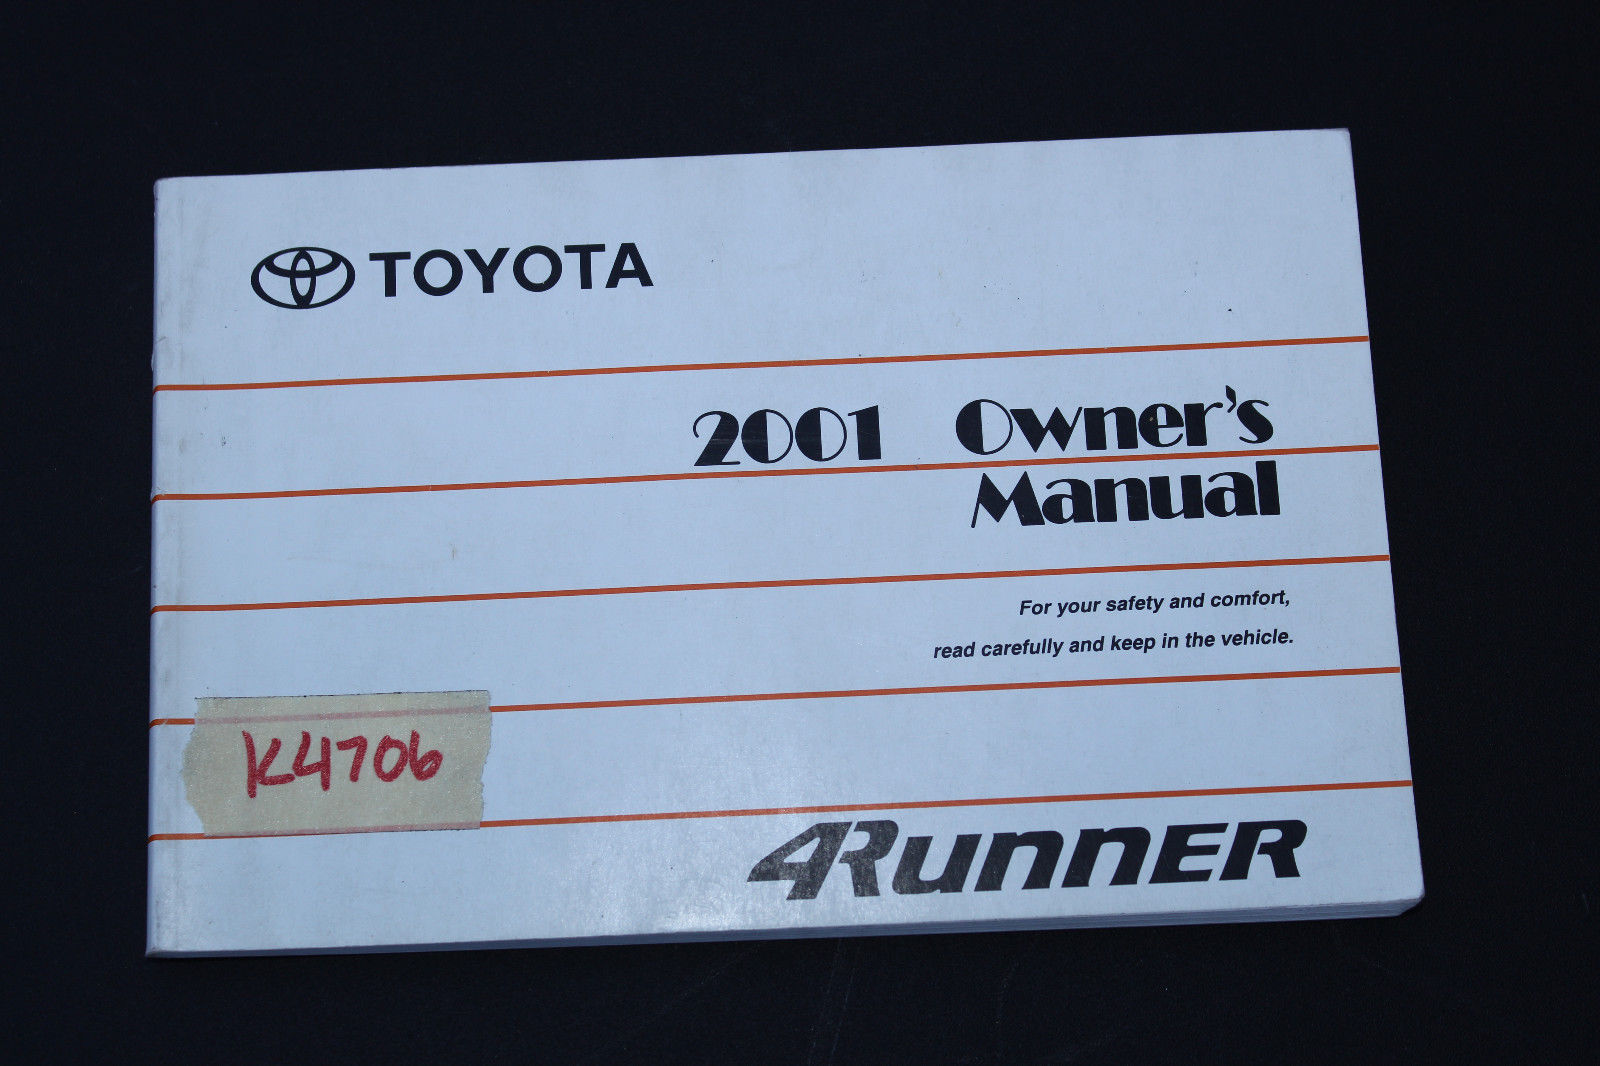 TOYOTA
2001 Owner's
Manual
For your safety and comfort,
read carefully and keep in the vehicle.
K4706
4RUNNER